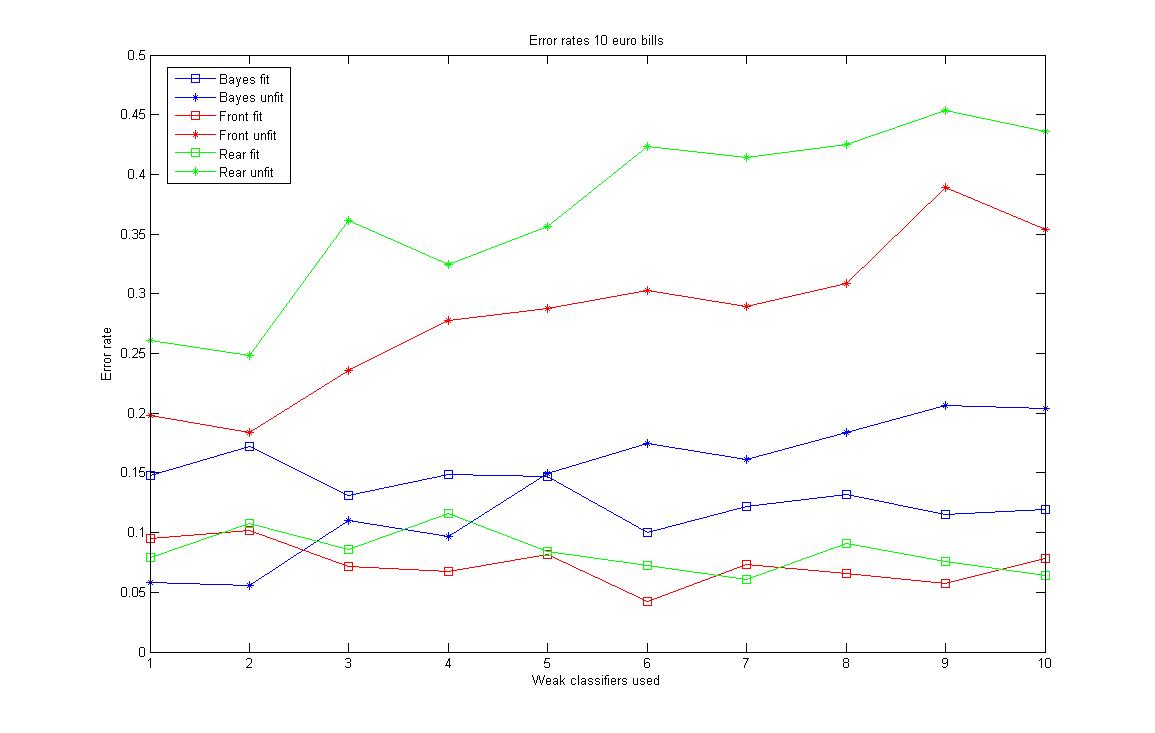 Error rates 10 euro bills
0.5
0.45
0.4
0.35
0.3
0.25
0.2
0.15
0.1
0.05
0
Error rate
Bayes fit
Bayes unfit
Front fit
Front unfit
Rear fit
Rear unfit
1 2 3 4 5 6 7 8 9 10
Weak classifiers used